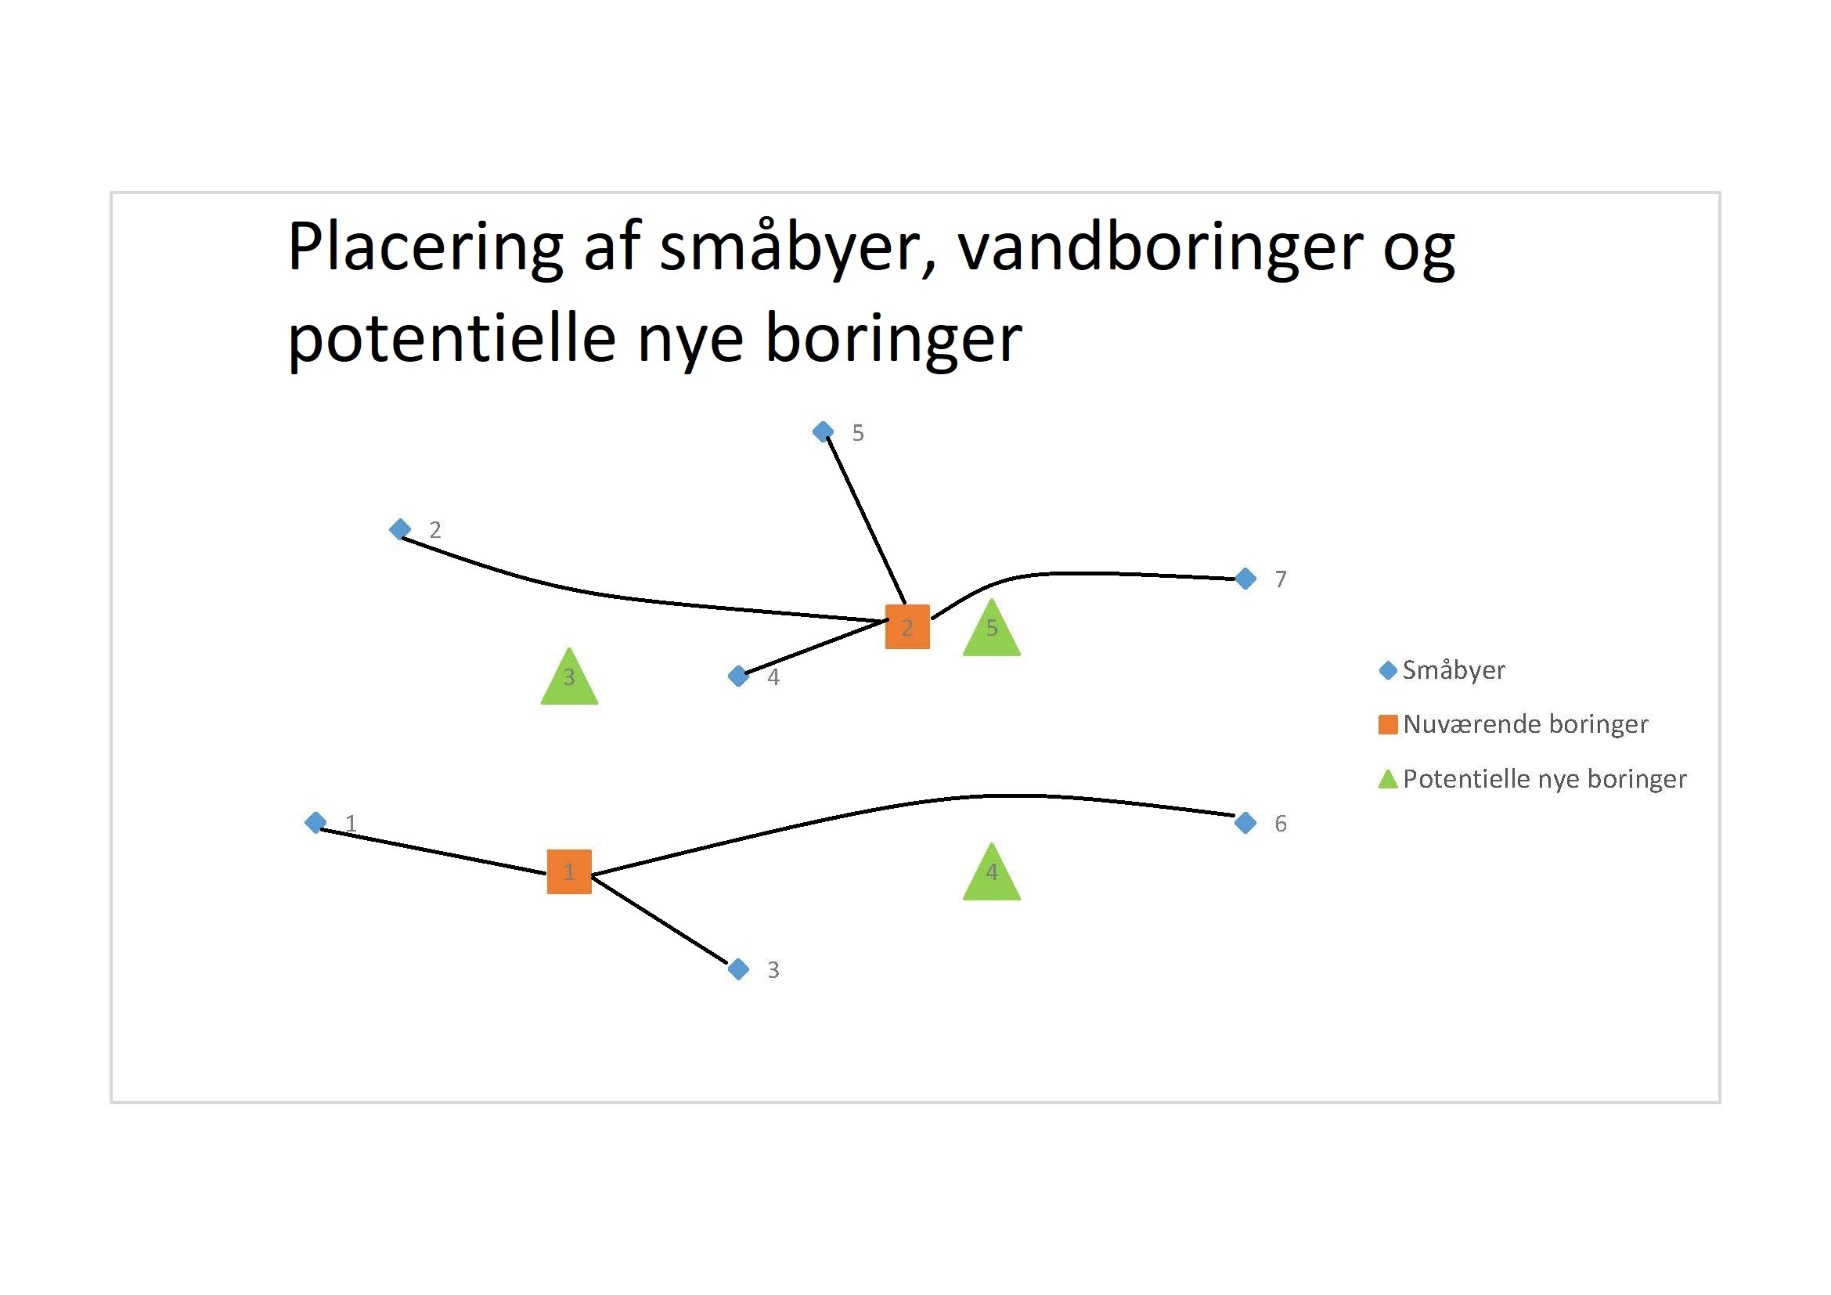 Placering af småbyer, vandboringer og
potentielle nye boringer
5
2
7
2
5
3
4
Småbyer
Nuværende boringer
Potentielle nye boringer
1
6
1
4
3